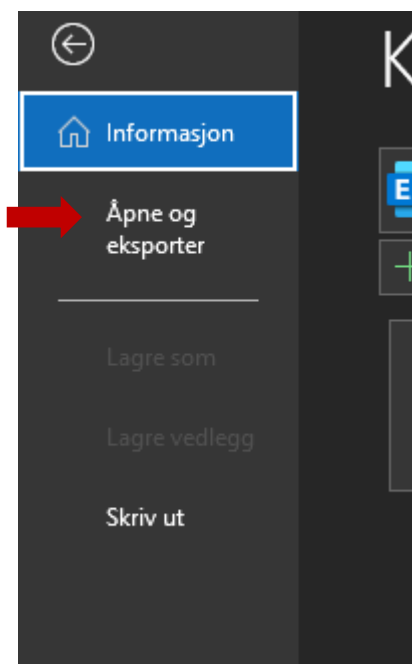 K
Informasjon
E
Åpne og
eksporter
Lagre som
Lagre vedlegg
Skriv ut